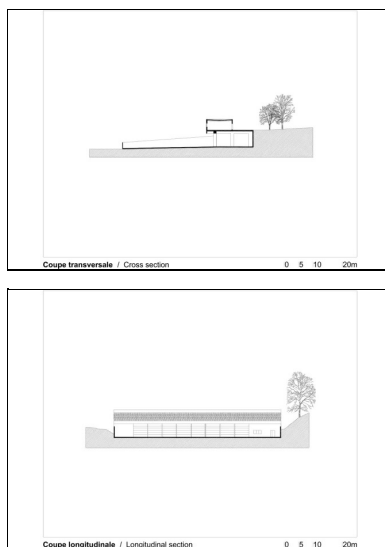 Coupe transversale / Cross section 0 5 10 20m
Coupe longitudinale / Longitudinal section 0 5 10 20m